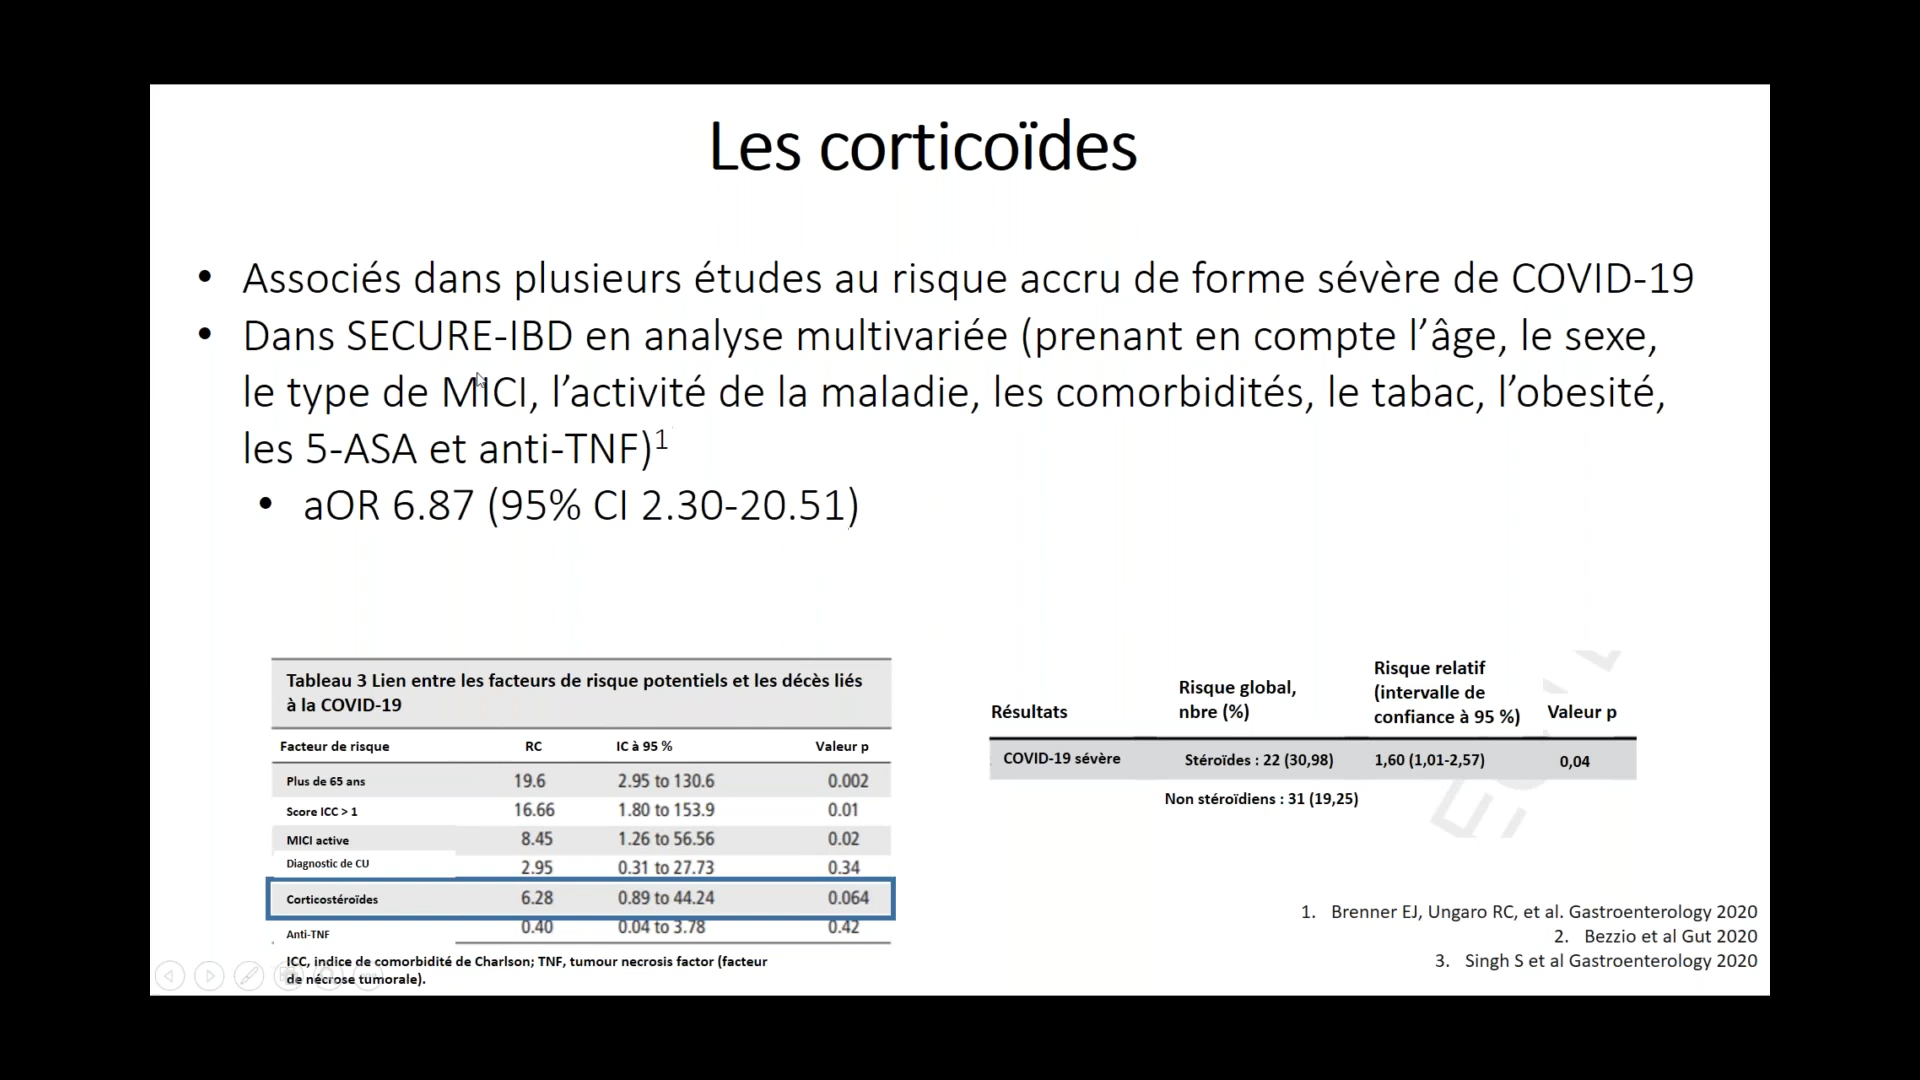 Les corticoïdes
• Associés dans plusieurs études au risque accru de forme sévère de COVID-19
• Dans SECURE-IBD en analyse multivariée (prenant en compte l’âge, le sexe,
le type de MICI, l’activité de la maladie, les comorbidités, le tabac, l’obesité,
les 5-ASA et anti-TNF)1
• aOR 6.87 (95% CI 2.30-20.51)
Tableau 3 Lien entre les facteurs de risque potentiels et les décès liés
à la COVID-19
Facteur de risque RC IC à 95 % Valeur p
Plus de 65 ans 19.6 2.95 to 130.6 0.002
Score ICC > 1 16.66 1.80 to 153.9 0.01
MICI active 8.45 1.26 to 56.56 0.02
Diagnostic de CU 2.95 0.31 to 27.73 0.34
Corticostéroïdes 6.28 0.89 to 44.24 0.064
Anti-TNF 0.40 0.04 to 3.78 0.42
ICC, indice de comorbidité de Charlson; TNF, tumour necrosis factor (facteur
de nécrose tumorale).
Résultats
Risque global,
nbre (%)
Risque relatif
(intervalle de
confiance à 95 %)
Valeur p
COVID-19 sévère Stéroïdes : 22 (30,98) 1,60 (1,01-2,57) 0,04
Non stéroïdiens : 31 (19,25)
1. Brenner EJ, Ungaro RC, et al. Gastroenterology 2020
2. Bezzio et al Gut 2020
3. Singh S et al Gastroenterology 2020